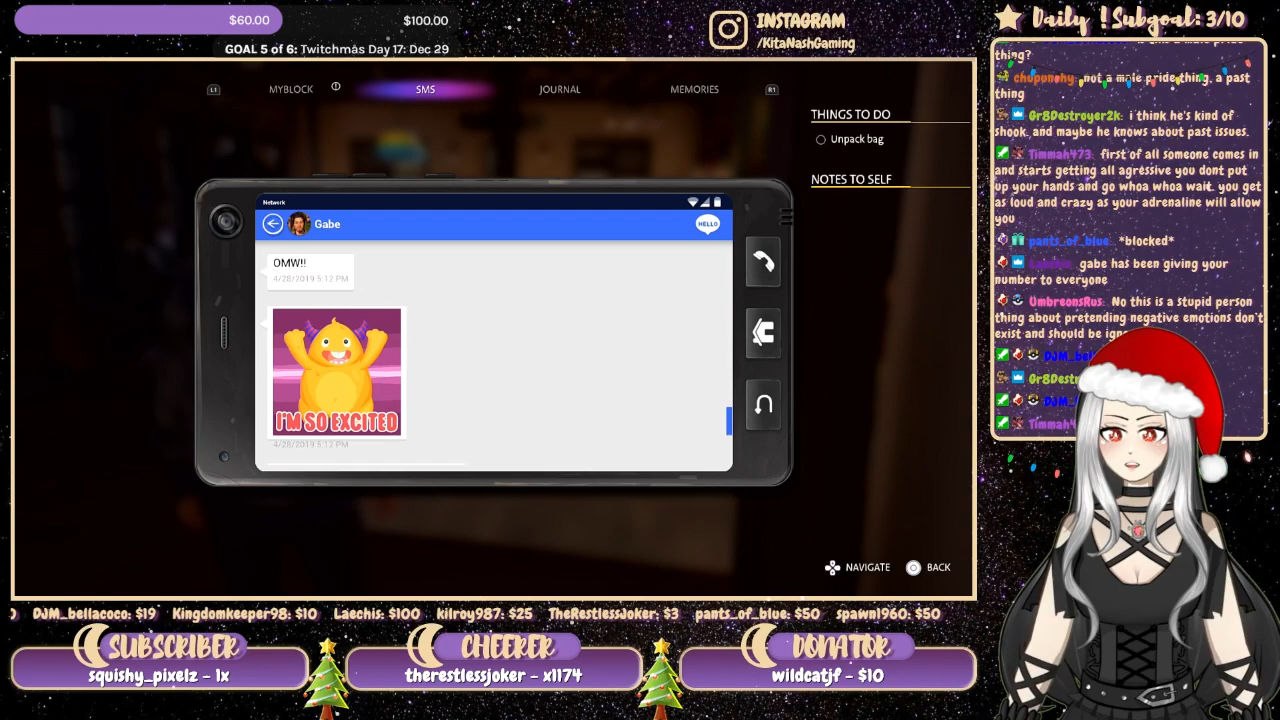 $60.00
$100.00
GOAL 5 of 6: Twitchmas Day 17: Dec 29
INSTAGRAM
/KitaNashGaming
Daily !Subgoal: 3/10
L1
MYBLOCK
SMS
JOURNAL
MEMORIES
R1
THINGS TO DO
Unpack bag
NOTES TO SELF
Network
Gabe
HELLO
OMW!!
4/28/2019 5:12 PM
I'M SO EXCITED
4/28/2019 5:12 PM
NAVIGATE
BACK
thing?
chupunchy: not a male pride thing, a past
thing
Gr8Destroyer2k: i think he's kind of
shook. and maybe he knows about past issues.
Timmah473: first of all someone comes in
and starts getting all agressive you dont put
up your hands and go whoa whoa wait. you get
as loud and crazy as your adrenaline will allow
you
pants_of_blue: *blocked*
gabe has been giving your
number to everyone
UmbreonsRus: No this is a stupid person
thing about pretending negative emotions don't
exist and should be
DJM_bel
Gr8Dest
DJM_b
Timmah4
DJM_bellacoco: $19 Kingdomkeeper98: $10 Laechis: $100 kilroy987: $25 TheRestlessJoker: $3 pants_of_blue: $50 spawn1960: $50
SUBSCRIBER
squishy_pixelz - 1x
CHEERER
therestlessjoker - x1174
DONATOR
wildcatjf - $10